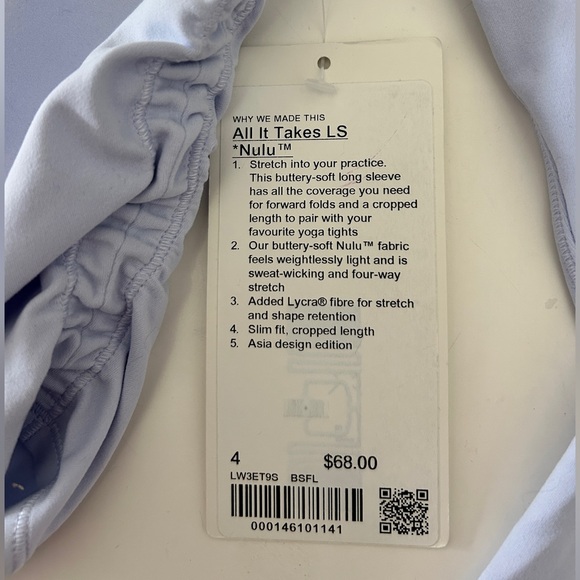 WHY WE MADE THIS
All It Takes LS
*Nulu™
1. Stretch into your practice.
This buttery-soft long sleeve
has all the coverage you need
for forward folds and a cropped
length to pair with your
favourite yoga tights
2. Our buttery-soft Nulu™ fabric
feels weightlessly light and is
sweat-wicking and four-way
stretch
3. Added Lycra® fibre for stretch
and shape retention
4. Slim fit, cropped length
5. Asia design edition
4 $68.00
LW3ET9S BSFL
000146101141